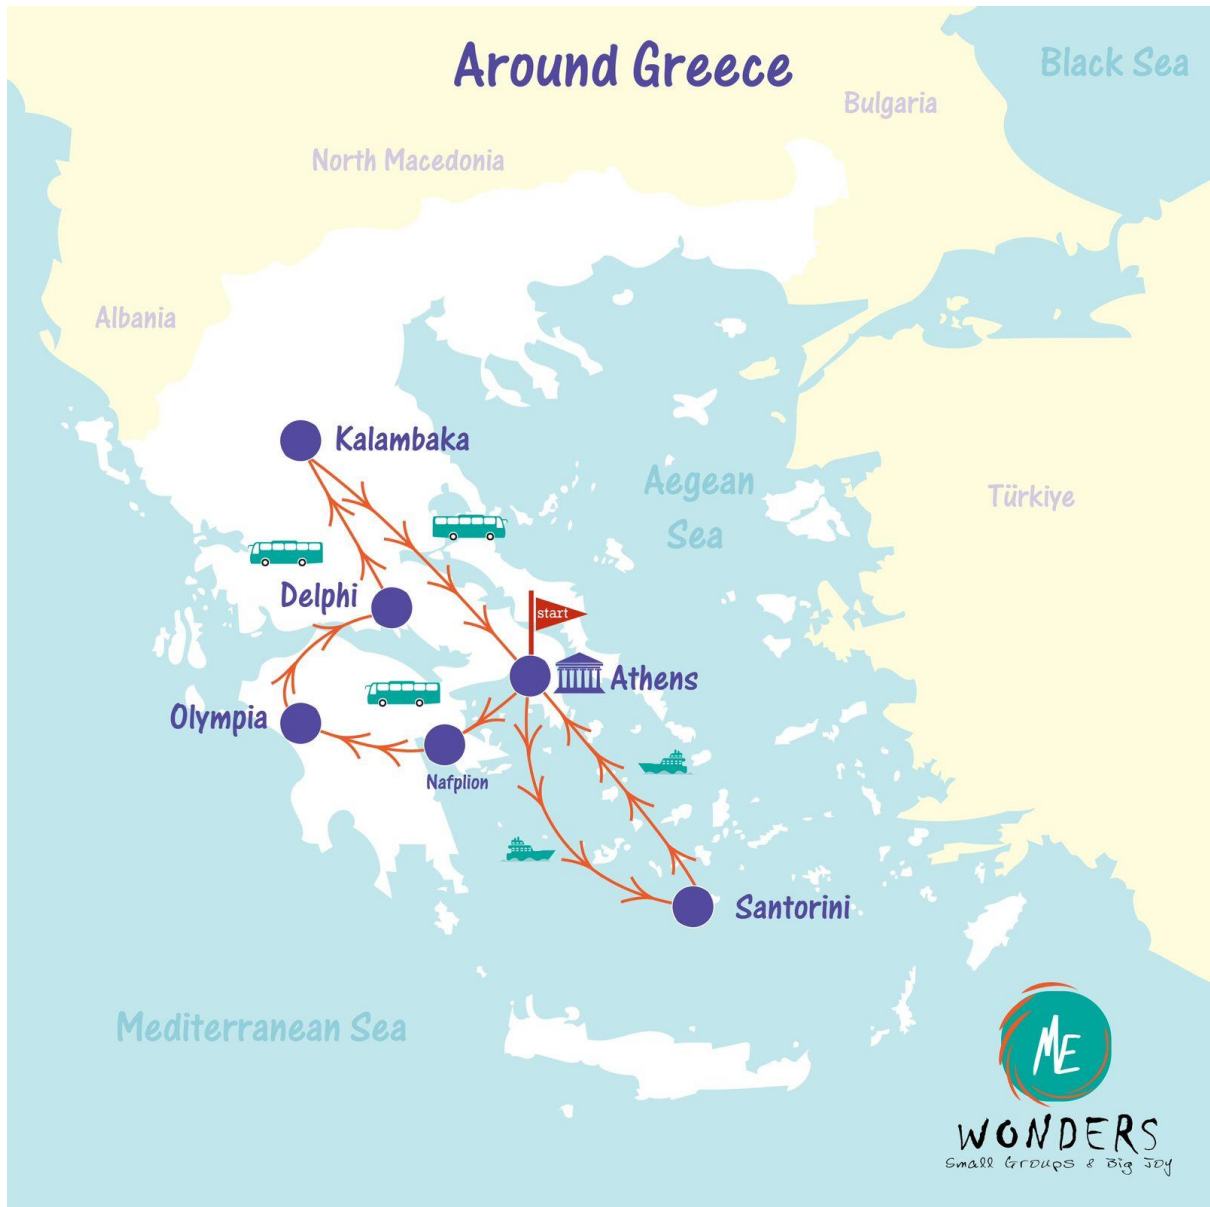 Around Greece
Black Sea
Bulgaria
North Macedonia
Albania
Kalambaka
Aegean
Sea
Türkiye
Delphi
start
Athens
Olympia
Nafplion
Santorini
Mediterranean Sea
ME
WONDERS
Small Groups & Big Joy